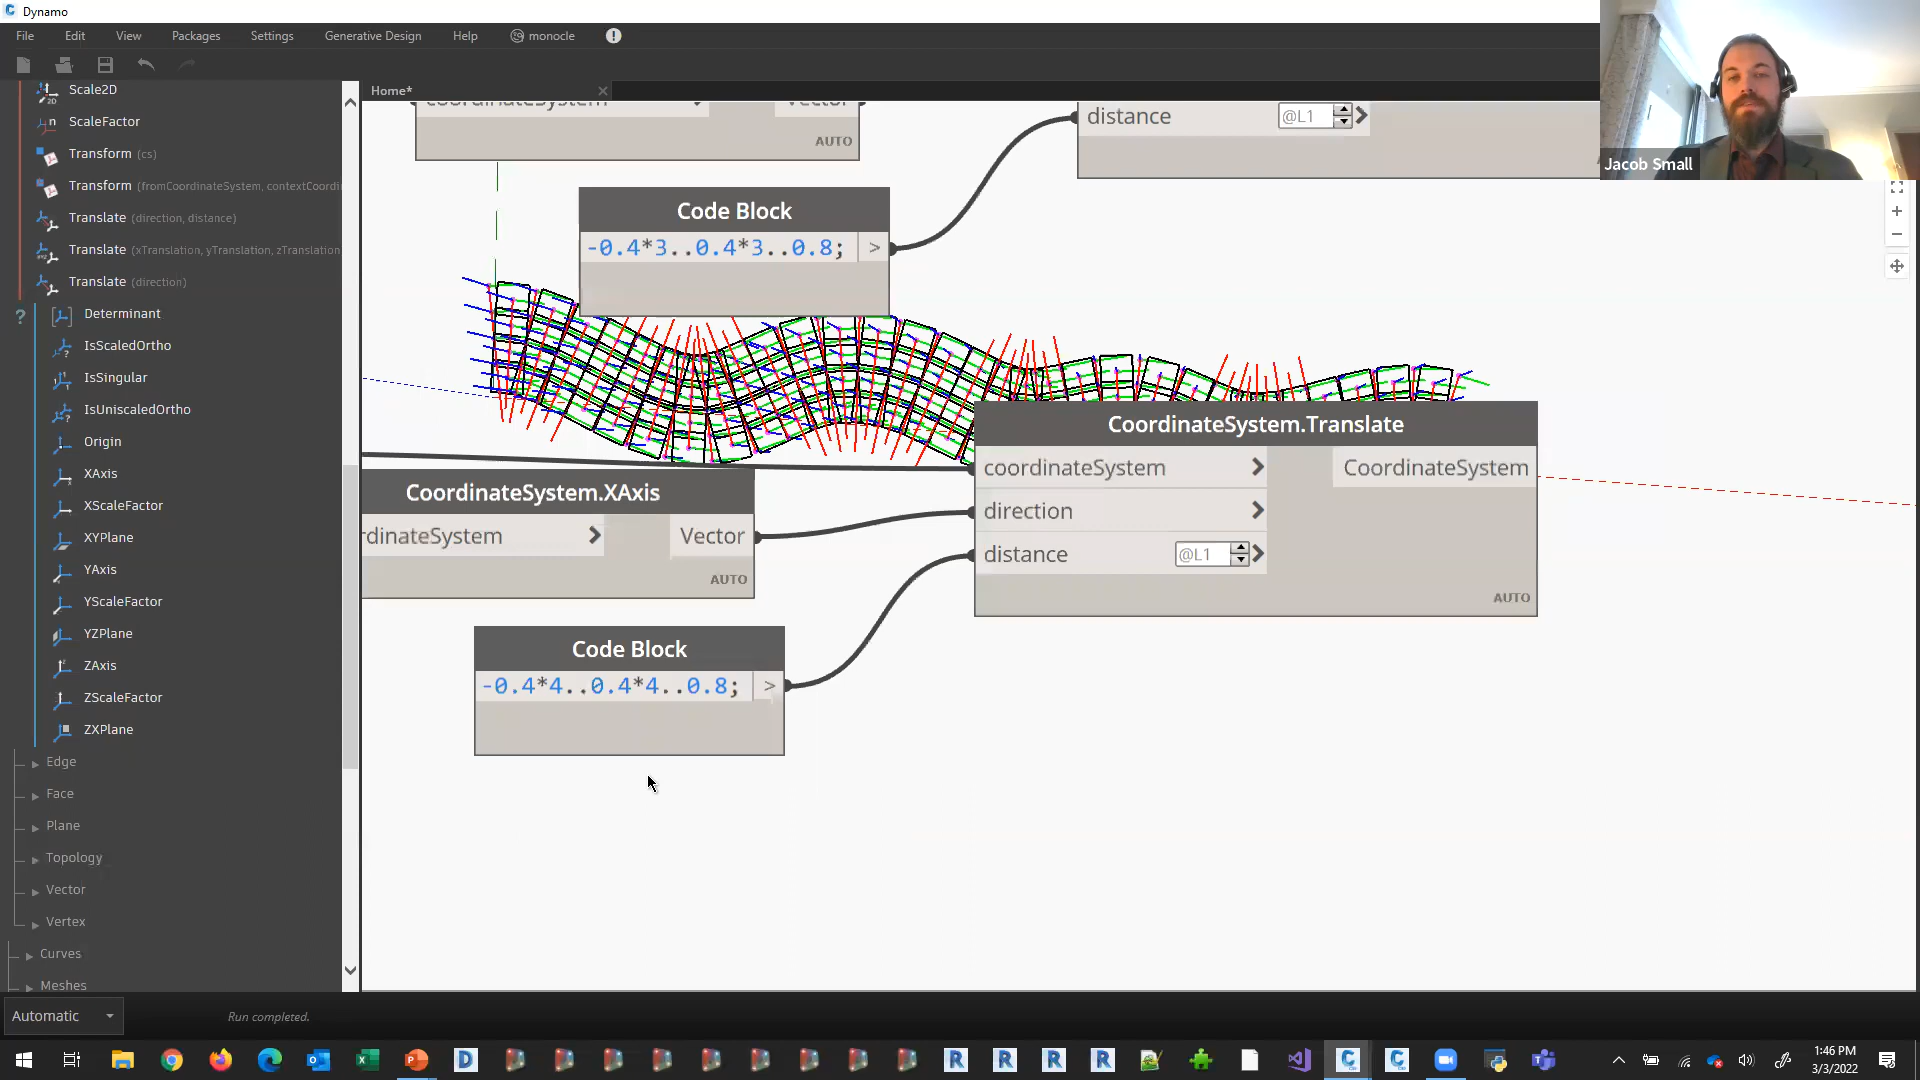 Dynamo
File Edit View Packages Settings Generative Design Help monocle
Home*
Scale2D
ScaleFactor
Transform (cs)
Transform (fromCoordinateSystem, contextCoordi
Translate (direction, distance)
Translate (xTranslation, yTranslation, zTranslation
Translate (direction)
Determinant
IsScaledOrtho
IsSingular
IsUniscaledOrtho
Origin
XAxis
XScaleFactor
XYPlane
YAxis
YScaleFactor
YZPlane
ZAxis
ZScaleFactor
ZXPlane
Edge
Face
Plane
Topology
Vector
Vertex
Curves
Meshes
coordinateSystem > Vector
AUTO
distance @L1 >
Code Block
-0.4*3..0.4*3..0.8; >
CoordinateSystem.Translate
coordinateSystem > CoordinateSystem
direction >
distance @L1 >
AUTO
CoordinateSystem.XAxis
rdinateSystem > Vector
AUTO
Code Block
-0.4*4..0.4*4..0.8; >
Jacob Small
Automatic
Run completed.
1:46 PM
3/3/2022